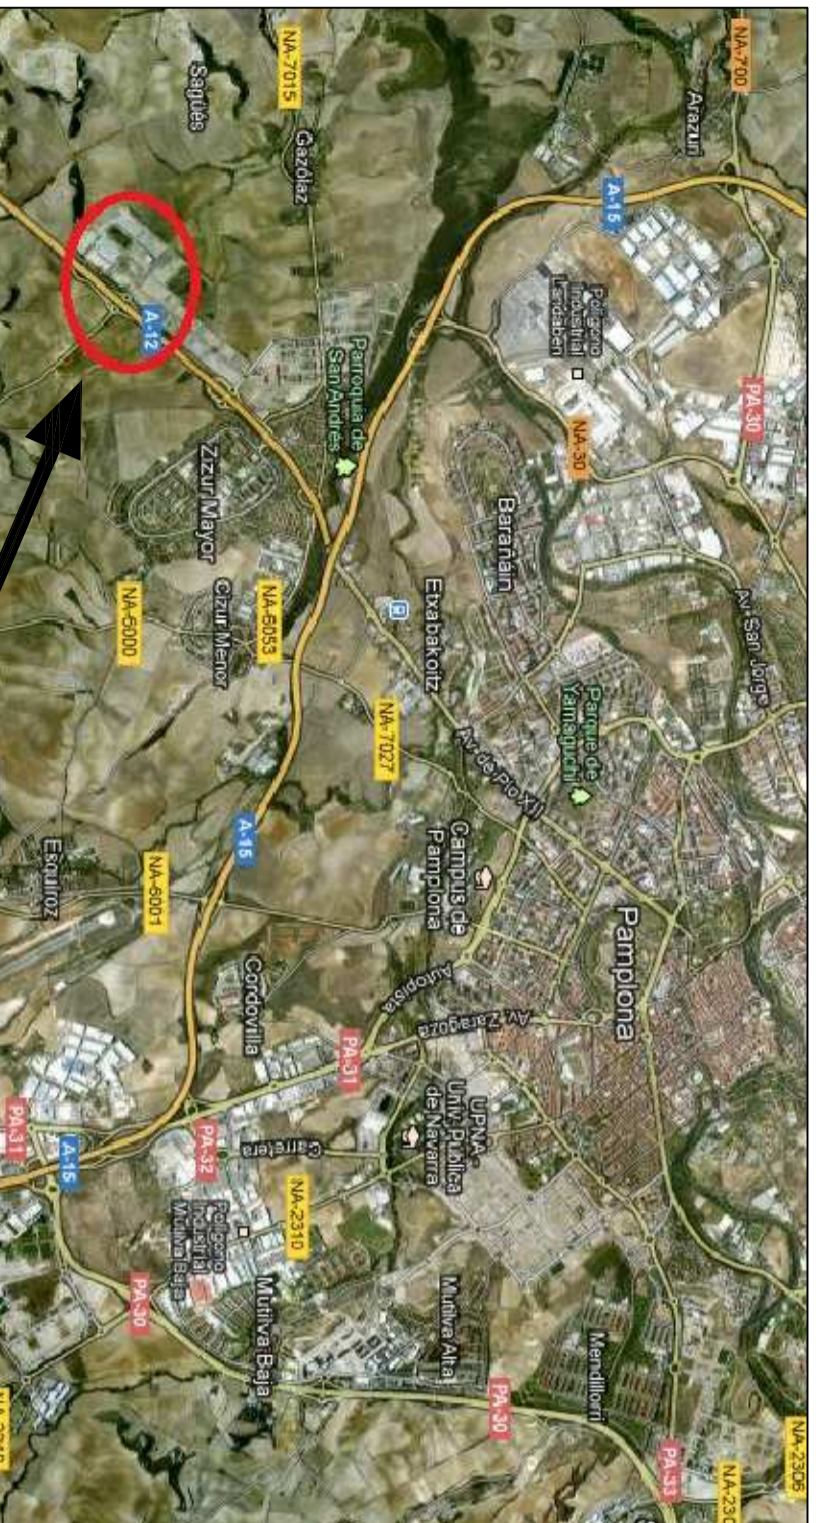 NA-2306
NA-700
PA-30
Av. San Jorge
NA-230
Arazuri
PA-33
A-15
Pamplona
Polígono
Industrial
Landaben
NA-30
Parque de
Yamaguchi
Mendillorri
Barañáin
Av. de Pío XII
Av. Zaragoza
PA-30
Campus de
Pamplona
UPNA -
Univ. Pública
de Navarra
Mutilva Alta
Etxabakoitz
Autopista
NA-7027
Parroquia de
San Andrés
PA-31
Gazólaz
NA-7015
NA-6053
Carretera
NA-2310
Mutilva Baja
Cordovilla
A-15
Cizur Menor
Zizur Mayor
PA-32
Polígono
Industrial
Mutilva Baja
Sagüés
A-12
NA-6001
NA-6000
PA-30
A-15
Esquíroz
PA-31